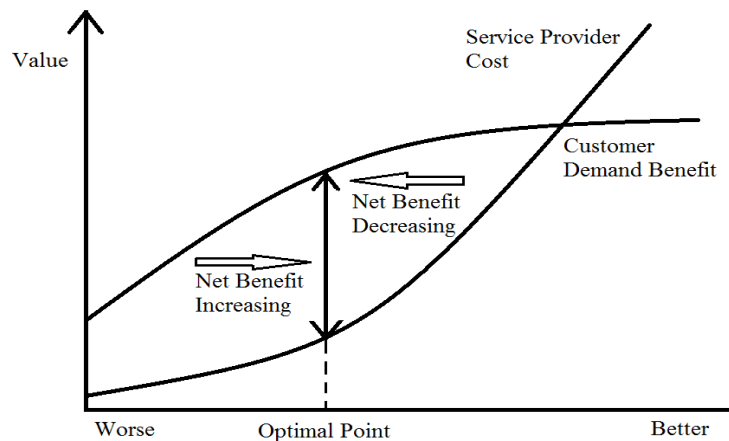 Service Provider
Cost
Value
Customer
Demand Benefit
Net Benefit
Decreasing
Net Benefit
Increasing
Worse
Optimal Point
Better